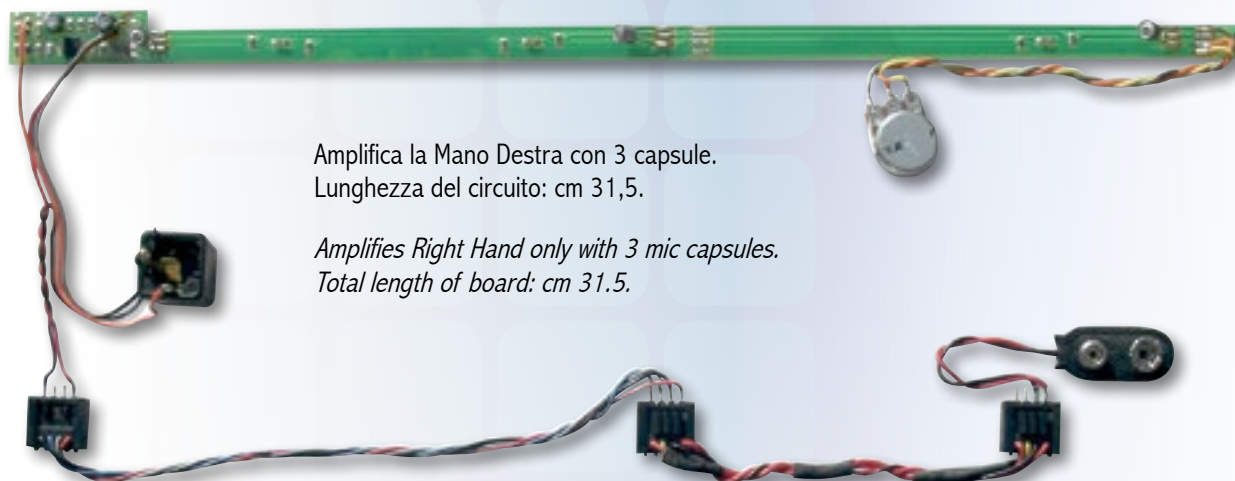 Amplifica la Mano Destra con 3 capsule.
Lunghezza del circuito: cm 31,5.
Amplifies Right Hand only with 3 mic capsules.
Total length of board: cm 31.5.